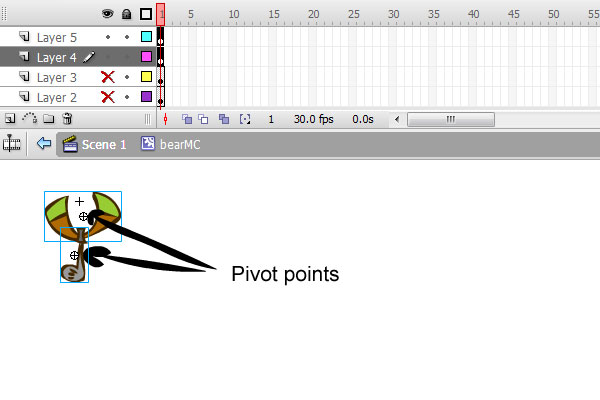 1 5 10 15 20 25 30 35 40 45 50 55
Layer 5
Layer 4
Layer 3
Layer 2
1 30.0 fps 0.0s
Scene 1 bearMC
Pivot points